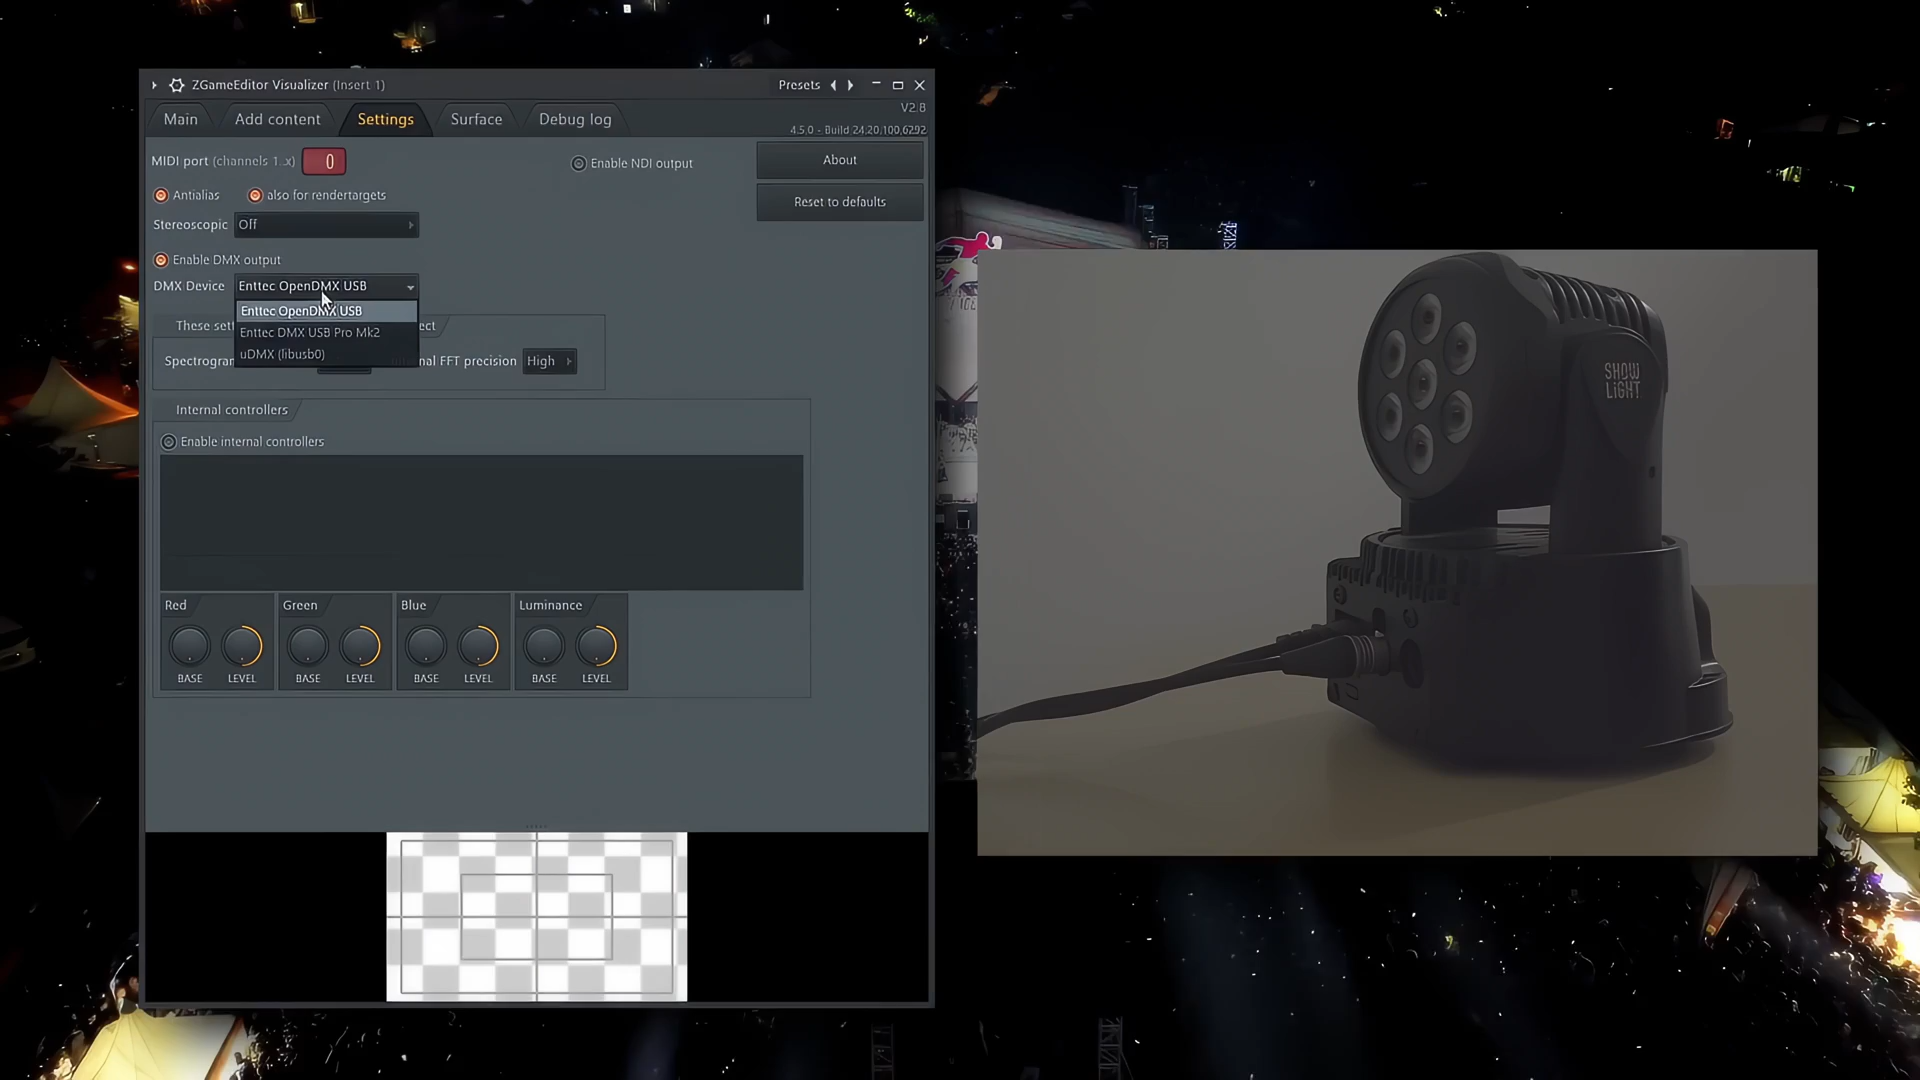 ZGameEditor Visualizer (Insert 1)
Presets
Main
Add content
Settings
Surface
Debug log
V2.8
4.5.0 - Build 24.20.100.6292
MIDI port (channels 1..x)
0
Enable NDI output
About
Antialias
also for rendertargets
Reset to defaults
Stereoscopic
Off
Enable DMX output
DMX Device
Enttec OpenDMX USB
Enttec OpenDMX USB
Enttec DMX USB Pro Mk2
uDMX (libusb0)
These
Spectrogra
FFT precision
High
Internal controllers
Enable internal controllers
Red
Green
Blue
Luminance
BASE
LEVEL
BASE
LEVEL
BASE
LEVEL
BASE
LEVEL
SHOW
LIGHT